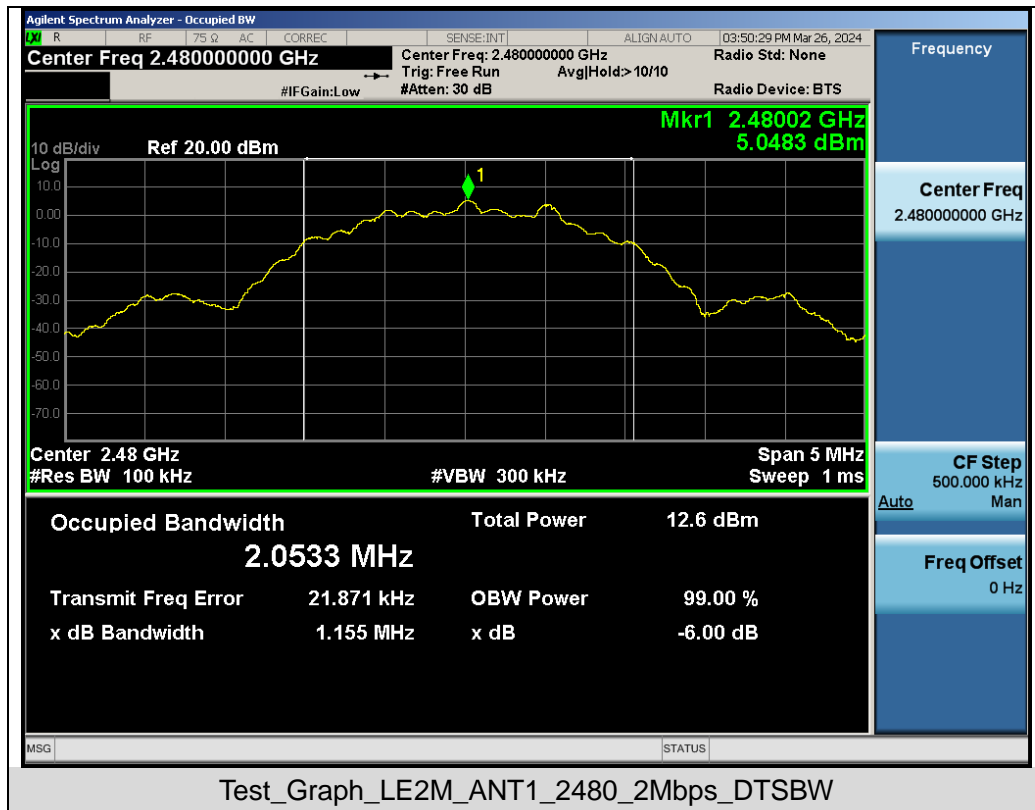 Agilent Spectrum Analyzer - Occupied BW
LXI R RF 75 Ω AC CORREC SENSE:INT ALIGN AUTO 03:50:29 PM Mar 26, 2024
Center Freq 2.480000000 GHz
Center Freq: 2.480000000 GHz Radio Std: None
Trig: Free Run Avg|Hold:> 10/10
#IFGain:Low #Atten: 30 dB Radio Device: BTS
Mkr1 2.48002 GHz
5.0483 dBm
10 dB/div Ref 20.00 dBm
Log
10.0
0.00
-10.0
-20.0
-30.0
-40.0
-50.0
-60.0
-70.0
1
Center 2.48 GHz Span 5 MHz
#Res BW 100 kHz #VBW 300 kHz Sweep 1 ms
Occupied Bandwidth Total Power 12.6 dBm
2.0533 MHz
Transmit Freq Error 21.871 kHz OBW Power 99.00 %
x dB Bandwidth 1.155 MHz x dB -6.00 dB
MSG STATUS
Frequency
Center Freq
2.480000000 GHz
CF Step
500.000 kHz
Auto Man
Freq Offset
0 Hz
Test_Graph_LE2M_ANT1_2480_2Mbps_DTSBW